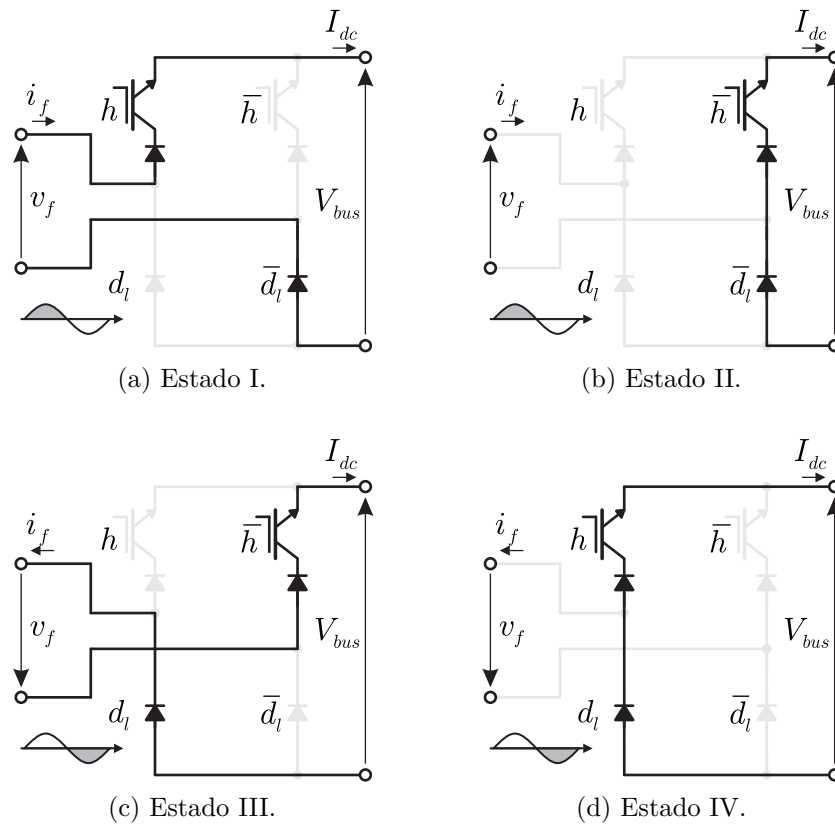 I_dc
i_f
h
h̅
v_f
V_bus
d_l
d̅_l
(a) Estado I.
I_dc
i_f
h
h̅
v_f
V_bus
d_l
d̅_l
(b) Estado II.
I_dc
i_f
h
h̅
v_f
V_bus
d_l
d̅_l
(c) Estado III.
I_dc
i_f
h
h̅
v_f
V_bus
d_l
d̅_l
(d) Estado IV.